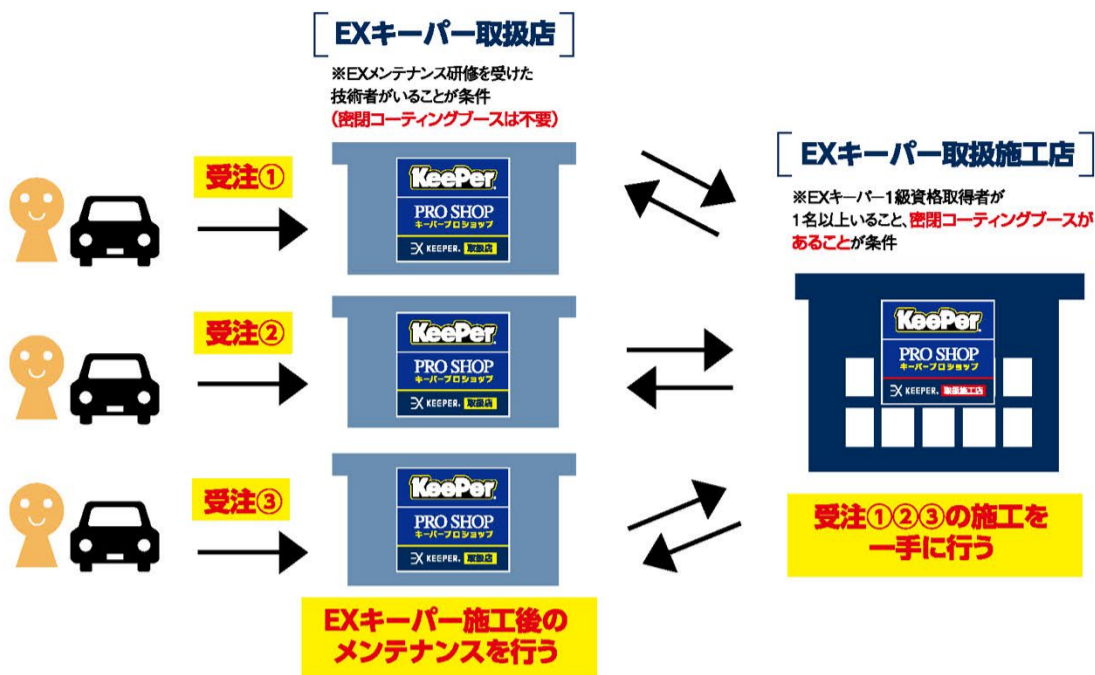 EXキーパー取扱店
※EXメンテナンス研修を受けた
技術者がいることが条件
(密閉コーティングブースは不要)
受注①
KeePer
PRO SHOP
キーパープロショップ
EX KEEPER. 取扱店
受注②
KeePer
PRO SHOP
キーパープロショップ
EX KEEPER. 取扱店
受注③
KeePer
PRO SHOP
キーパープロショップ
EX KEEPER. 取扱店
EXキーパー施工後の
メンテナンスを行う
EXキーパー取扱施工店
※EXキーパー1級資格取得者が
1名以上いること、密閉コーティングブースが
あることが条件
KeePer
PRO SHOP
キーパープロショップ
EX KEEPER. 取扱施工店
受注①②③の施工を
一手に行う